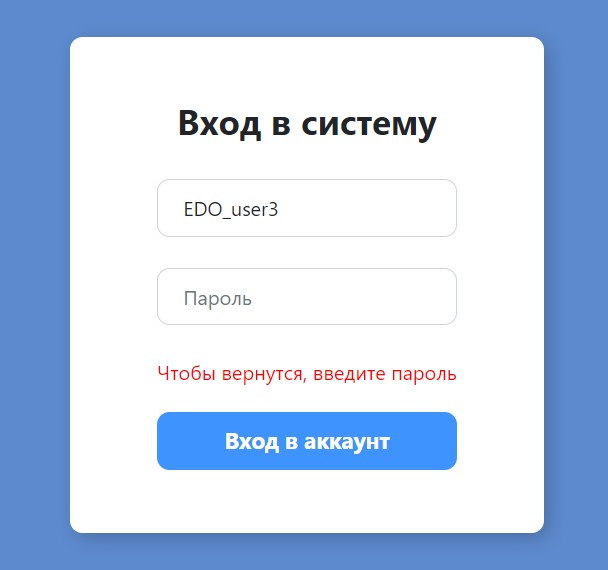 Вход в систему
EDO_user3
Пароль
Чтобы вернутся, введите пароль
Вход в аккаунт